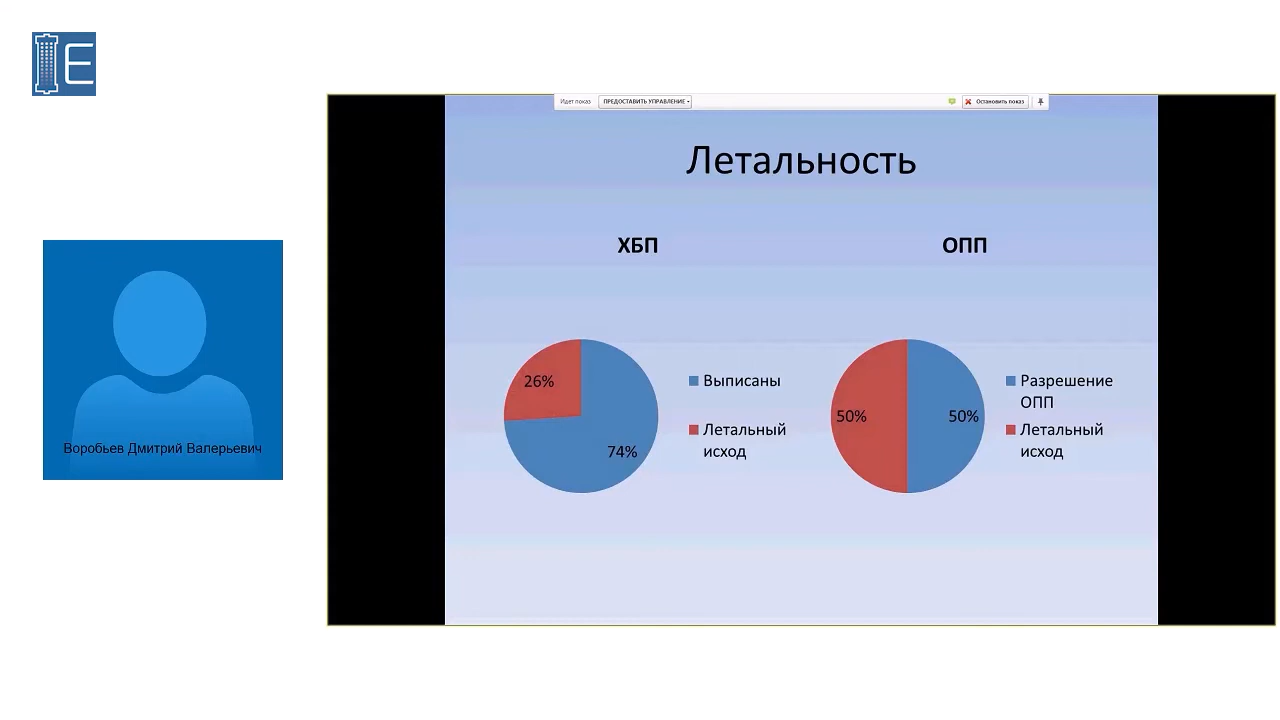 IE
Идет показ
ПРЕДОСТАВИТЬ УПРАВЛЕНИЕ
Остановить показ
Летальность
ХБП
ОПП
26%
74%
Выписаны
Летальный
исход
50%
50%
Разрешение
ОПП
Летальный
исход
Воробьев Дмитрий Валерьевич